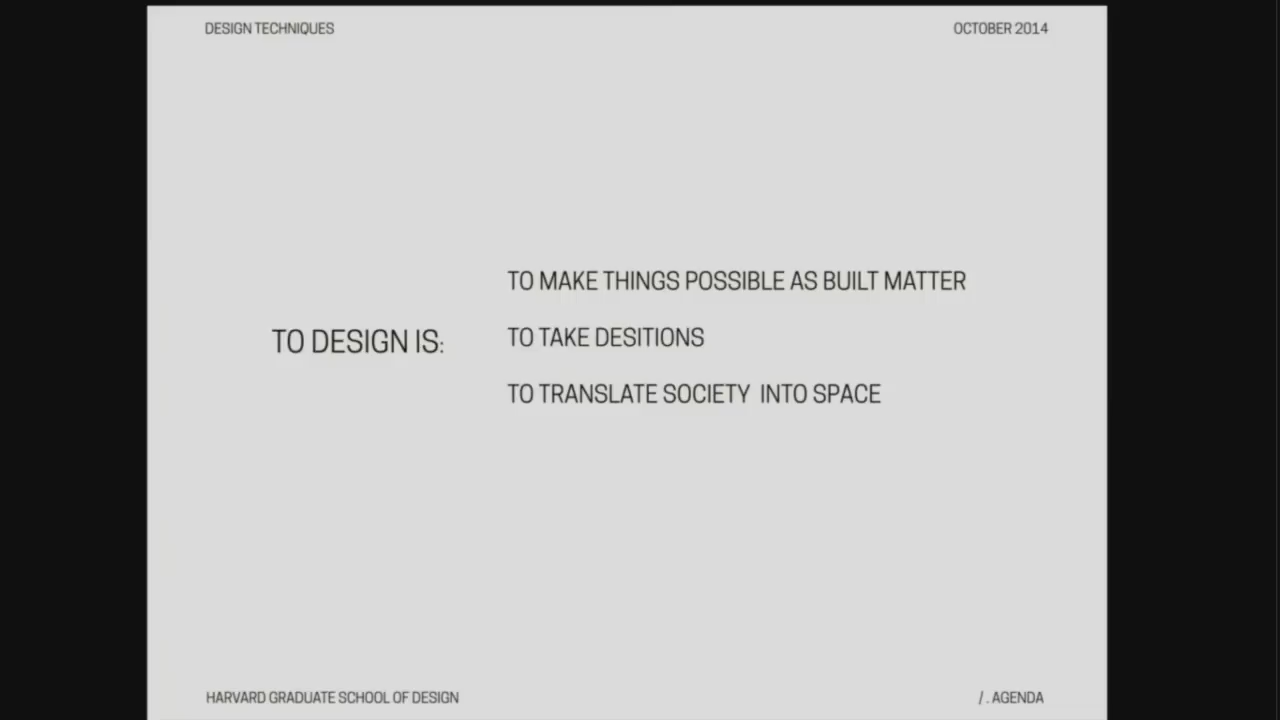 DESIGN TECHNIQUES
OCTOBER 2014
TO DESIGN IS:
TO MAKE THINGS POSSIBLE AS BUILT MATTER
TO TAKE DESITIONS
TO TRANSLATE SOCIETY  INTO SPACE
HARVARD GRADUATE SCHOOL OF DESIGN
/ . AGENDA